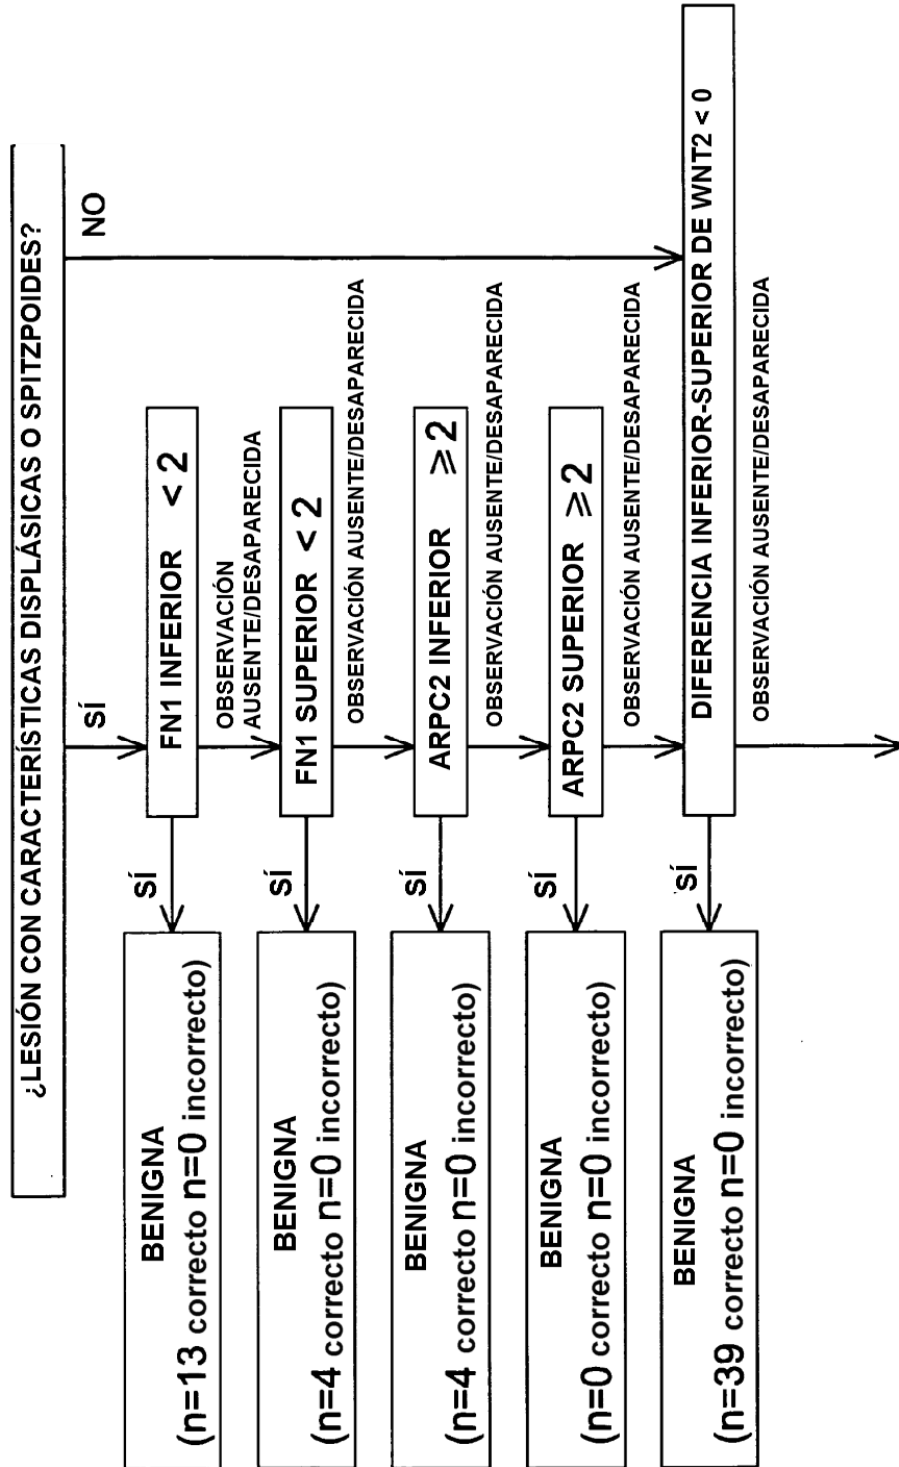 ¿LESIÓN CON CARACTERÍSTICAS DISPLÁSICAS O SPITZPOIDES?
SÍ
NO
FN1 INFERIOR < 2
SÍ
BENIGNA
(n=13 correcto n=0 incorrecto)
OBSERVACIÓN
AUSENTE/DESAPARECIDA
FN1 SUPERIOR < 2
SÍ
BENIGNA
(n=4 correcto n=0 incorrecto)
OBSERVACIÓN AUSENTE/DESAPARECIDA
ARPC2 INFERIOR ⩾2
SÍ
BENIGNA
(n=4 correcto n=0 incorrecto)
OBSERVACIÓN AUSENTE/DESAPARECIDA
ARPC2 SUPERIOR ⩾2
SÍ
BENIGNA
(n=0 correcto n=0 incorrecto)
OBSERVACIÓN AUSENTE/DESAPARECIDA
DIFERENCIA INFERIOR-SUPERIOR DE WNT2 < 0
SÍ
BENIGNA
(n=39 correcto n=0 incorrecto)
OBSERVACIÓN AUSENTE/DESAPARECIDA